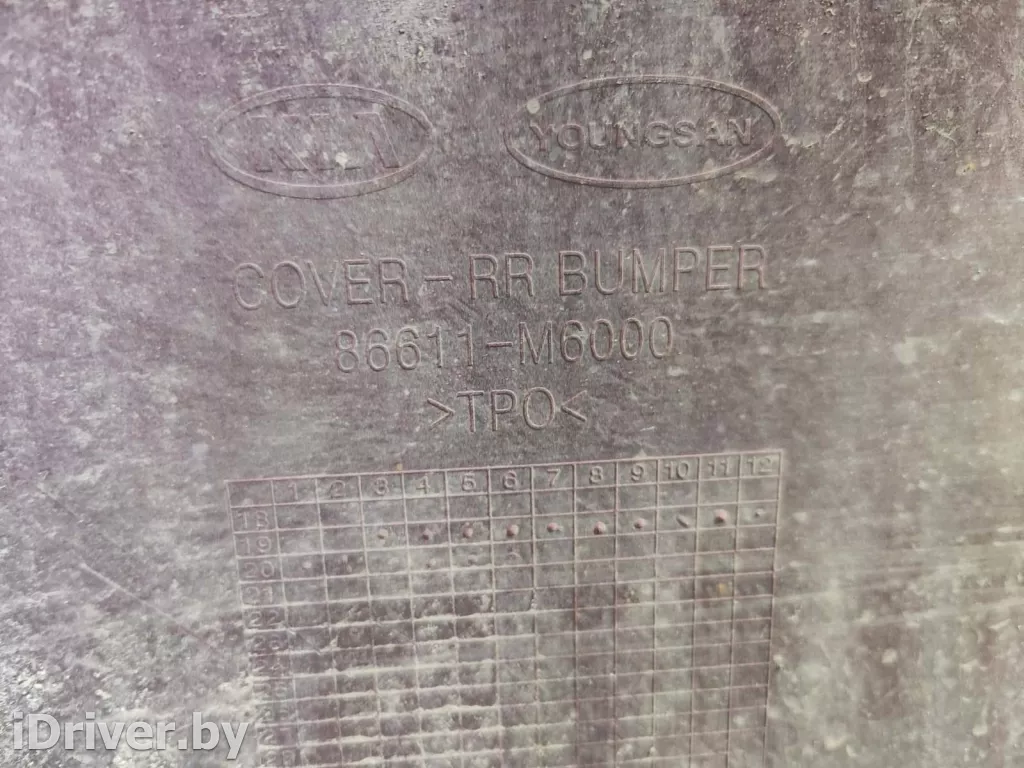 KIA YOUNGSAN
COVER-RR BUMPER
86611-M6000
>TPO<
1 2 3 4 5 6 7 8 9 10 11 12
18
19
20
21
22
iDriver.by